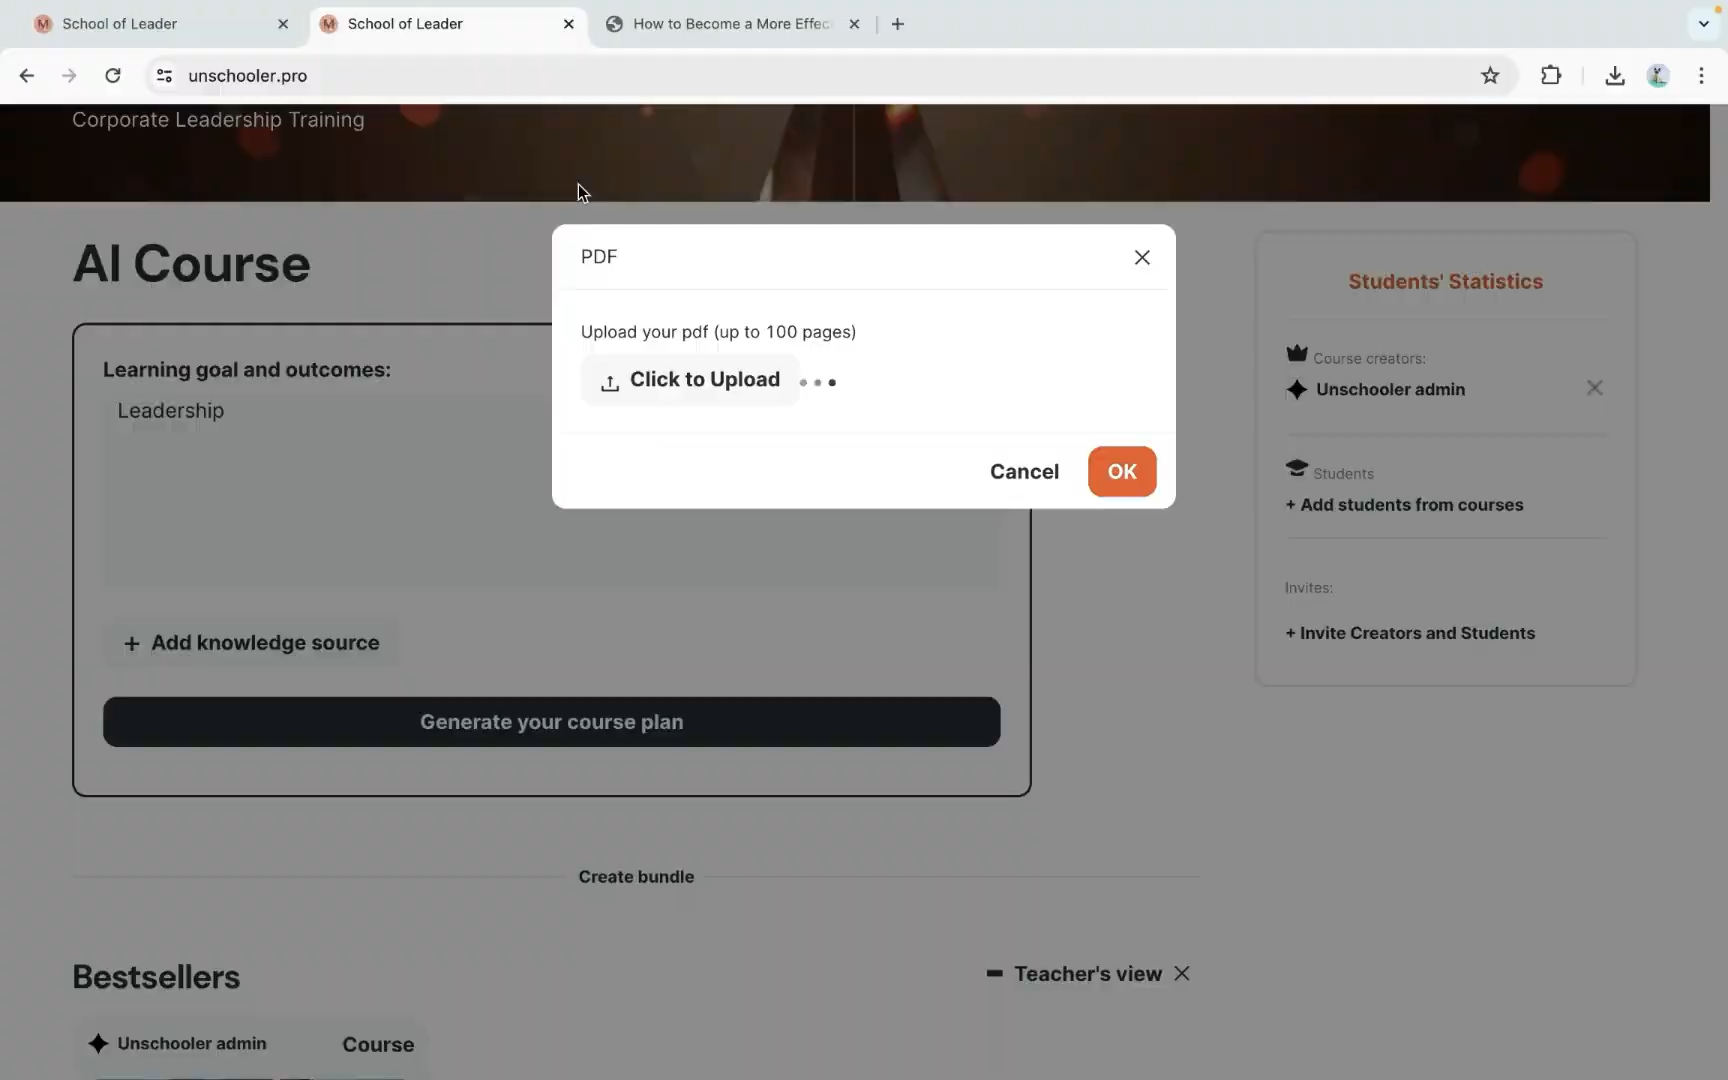 School of Leader
School of Leader
How to Become a More Effec
unschooler.pro
Corporate Leadership Training
AI Course
PDF
Upload your pdf (up to 100 pages)
Click to Upload
Cancel
OK
Learning goal and outcomes:
Leadership
+ Add knowledge source
Generate your course plan
Students' Statistics
Course creators:
Unschooler admin
Students
+ Add students from courses
Invites:
+ Invite Creators and Students
Create bundle
Bestsellers
Teacher's view
Unschooler admin
Course